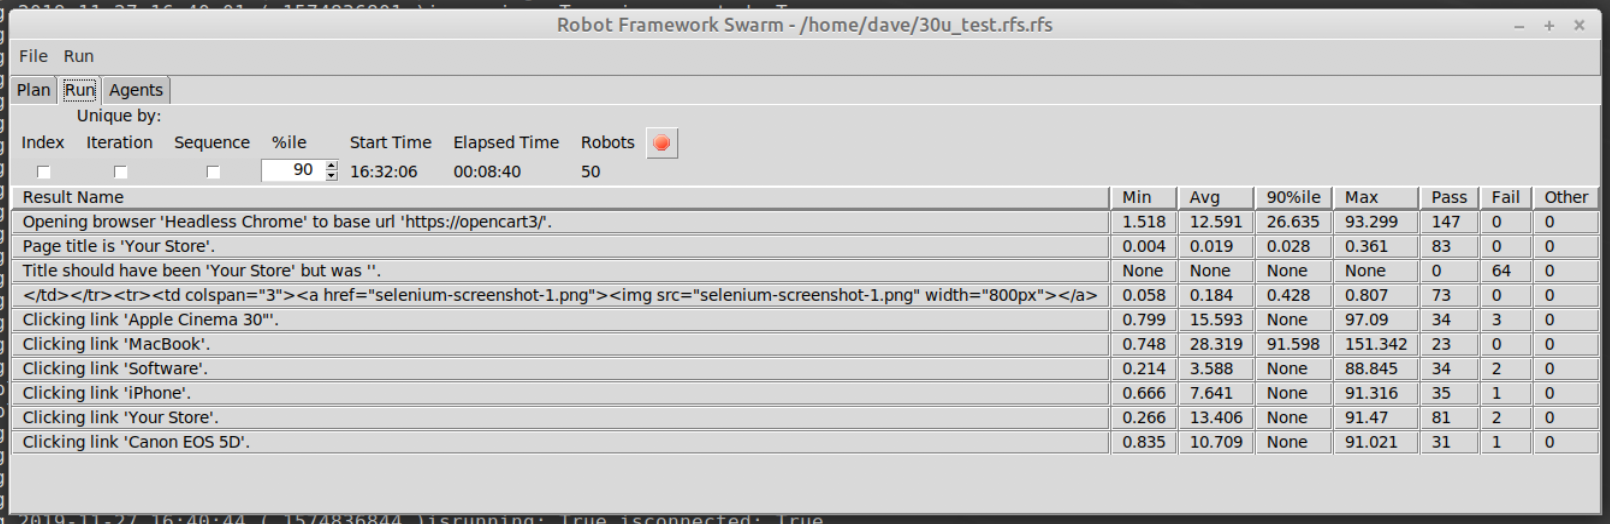 2019-11-27 16:40:01 ( 1574836801 )isrunning: True isconnected: True
Robot Framework Swarm - /home/dave/30u_test.rfs.rfs
File Run
Plan Run Agents
Unique by:
Index Iteration Sequence %ile Start Time Elapsed Time Robots
90 16:32:06 00:08:40 50
Result Name Min Avg 90%ile Max Pass Fail Other
Opening browser 'Headless Chrome' to base url 'https://opencart3/'. 1.518 12.591 26.635 93.299 147 0 0
Page title is 'Your Store'. 0.004 0.019 0.028 0.361 83 0 0
Title should have been 'Your Store' but was ''. None None None None 0 64 0
</td></tr><tr><td colspan="3"><a href="selenium-screenshot-1.png"><img src="selenium-screenshot-1.png" width="800px"></a> 0.058 0.184 0.428 0.807 73 0 0
Clicking link 'Apple Cinema 30"'. 0.799 15.593 None 97.09 34 3 0
Clicking link 'MacBook'. 0.748 28.319 91.598 151.342 23 0 0
Clicking link 'Software'. 0.214 3.588 None 88.845 34 2 0
Clicking link 'iPhone'. 0.666 7.641 None 91.316 35 1 0
Clicking link 'Your Store'. 0.266 13.406 None 91.47 81 2 0
Clicking link 'Canon EOS 5D'. 0.835 10.709 None 91.021 31 1 0
2019-11-27 16:40:44 ( 1574836844 )isrunning: True isconnected: True